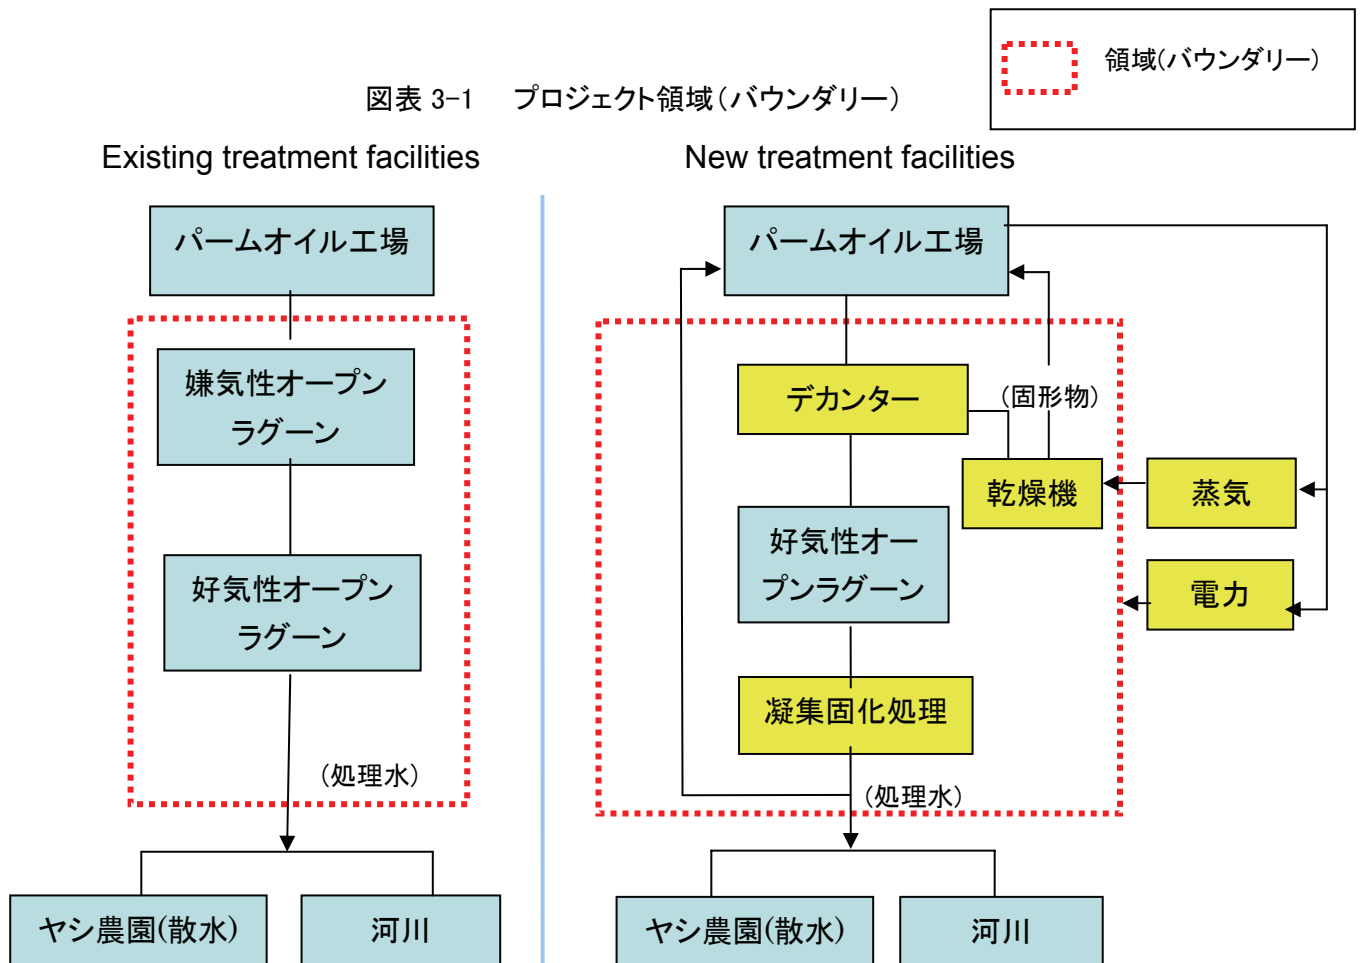 領域(バウンダリー)
図表 3-1 プロジェクト領域(バウンダリー)
Existing treatment facilities
New treatment facilities
パームオイル工場
嫌気性オープン
ラグーン
好気性オープン
ラグーン
(処理水)
ヤシ農園(散水)
河川
パームオイル工場
デカンター
(固形物)
乾燥機
蒸気
好気性オー
プンラグーン
電力
凝集固化処理
(処理水)
ヤシ農園(散水)
河川